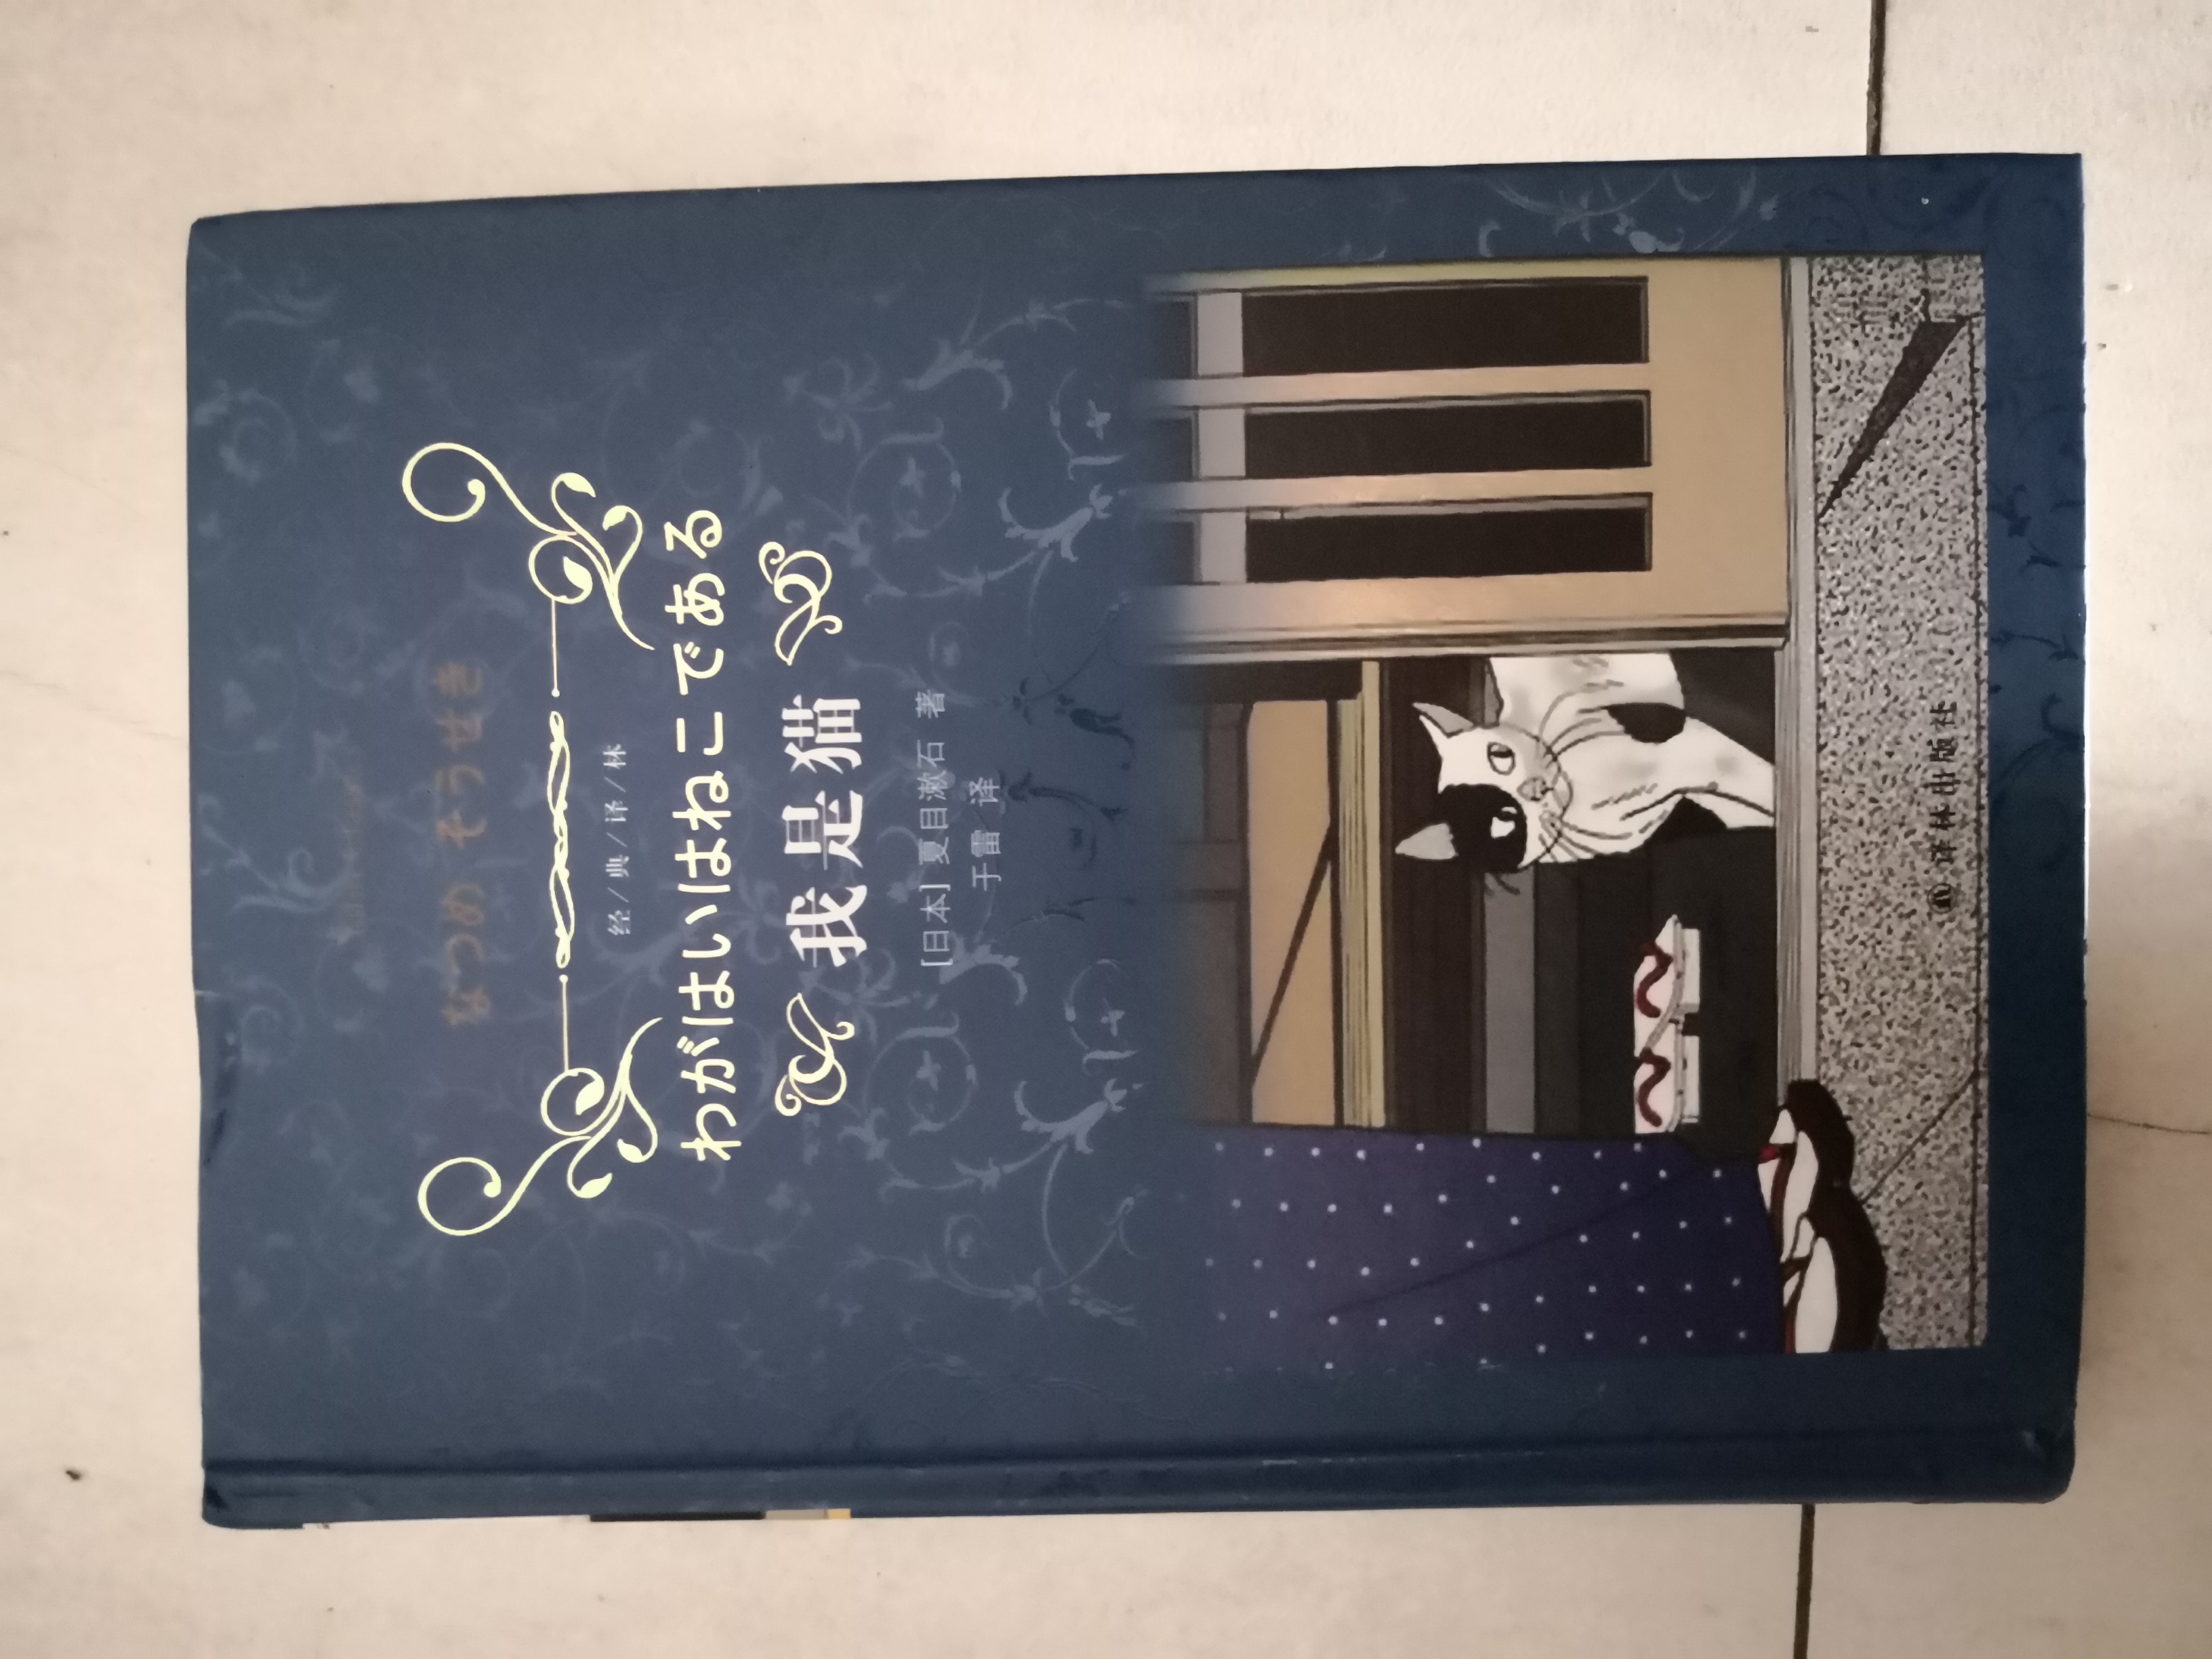 なつめ そうせき
经/典/译/林
わがはいはねこである
我是猫
[日本] 夏目漱石 著
于雷 译
译林出版社